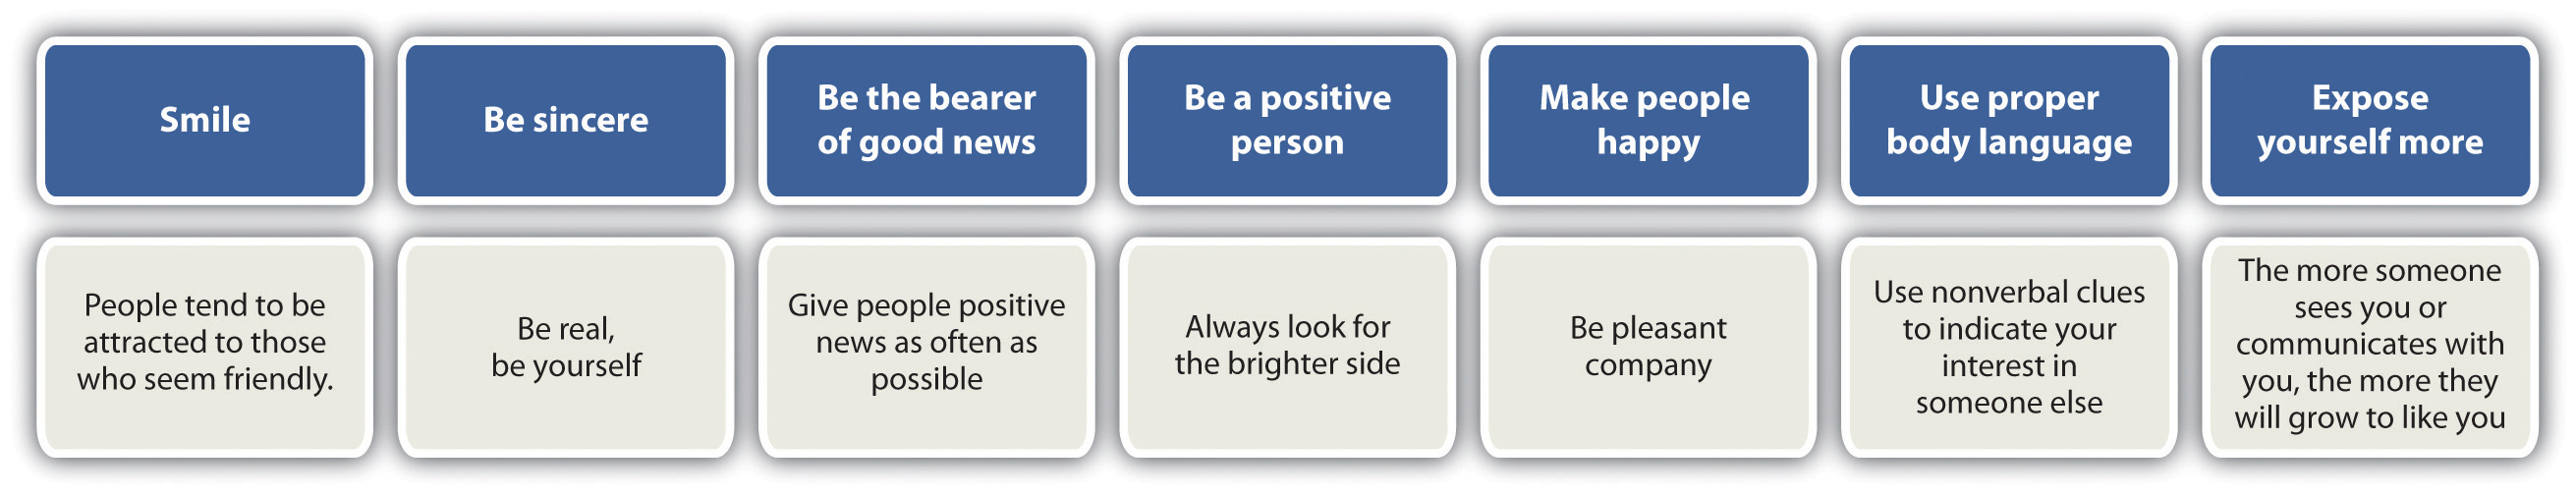 Smile
Be sincere
Be the bearer
of good news
Be a positive
person
Make people
happy
Use proper
body language
Expose
yourself more
People tend to be
attracted to those
who seem friendly.
Be real,
be yourself
Give people positive
news as often as
possible
Always look for
the brighter side
Be pleasant
company
Use nonverbal clues
to indicate your
interest in
someone else
The more someone
sees you or
communicates with
you, the more they
will grow to like you